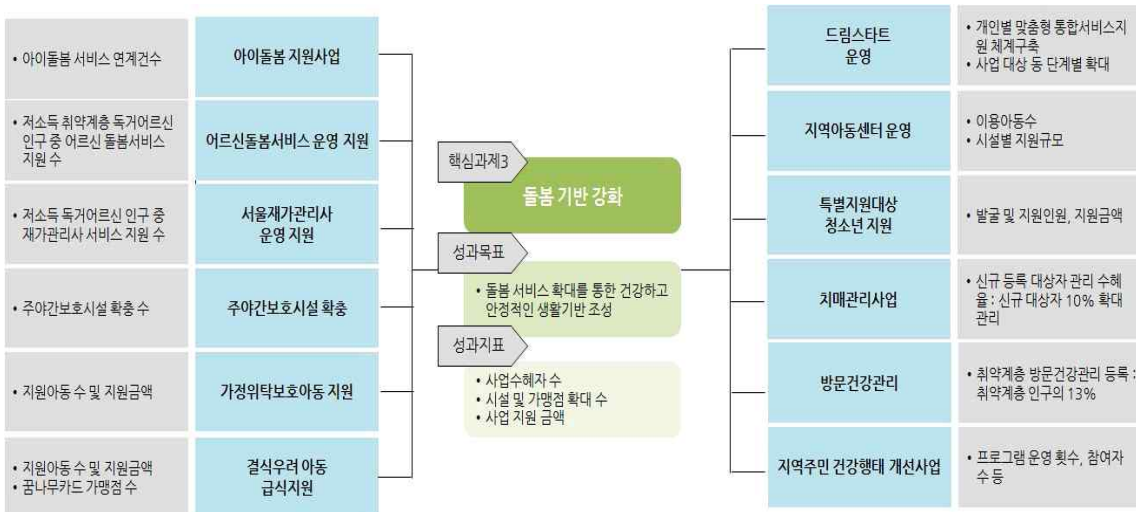 • 아이돌봄 서비스 연계건수
아이돌봄 지원사업
• 저소득 취약계층 독거어르신
인구 중 어르신 돌봄서비스
지원 수
어르신돌봄서비스 운영 지원
• 저소득 독거어르신 인구 중
재가관리사 서비스 지원 수
서울재가관리사
운영 지원
• 주야간보호시설 확충 수
주야간보호시설 확충
• 지원아동 수 및 지원금액
가정위탁보호아동 지원
• 지원아동 수 및 지원금액
• 꿈나무카드 가맹점 수
결식우려 아동
급식지원
핵심과제3
돌봄 기반 강화
성과목표
• 돌봄 서비스 확대를 통한 건강하고
안정적인 생활기반 조성
성과지표
• 사업수혜자 수
• 시설 및 가맹점 확대 수
• 사업 지원 금액
드림스타트
운영
• 개인별 맞춤형 통합서비스지
원 체계구축
• 사업 대상 동 단계별 확대
지역아동센터 운영
• 이용아동수
• 시설별 지원규모
특별지원대상
청소년 지원
• 발굴 및 지원인원, 지원금액
치매관리사업
• 신규 등록 대상자 관리 수혜
율 : 신규 대상자 10% 확대
관리
방문건강관리
• 취약계층 방문건강관리 등록 :
취약계층 인구의 13%
지역주민 건강행태 개선사업
• 프로그램 운영 횟수, 참여자
수 등